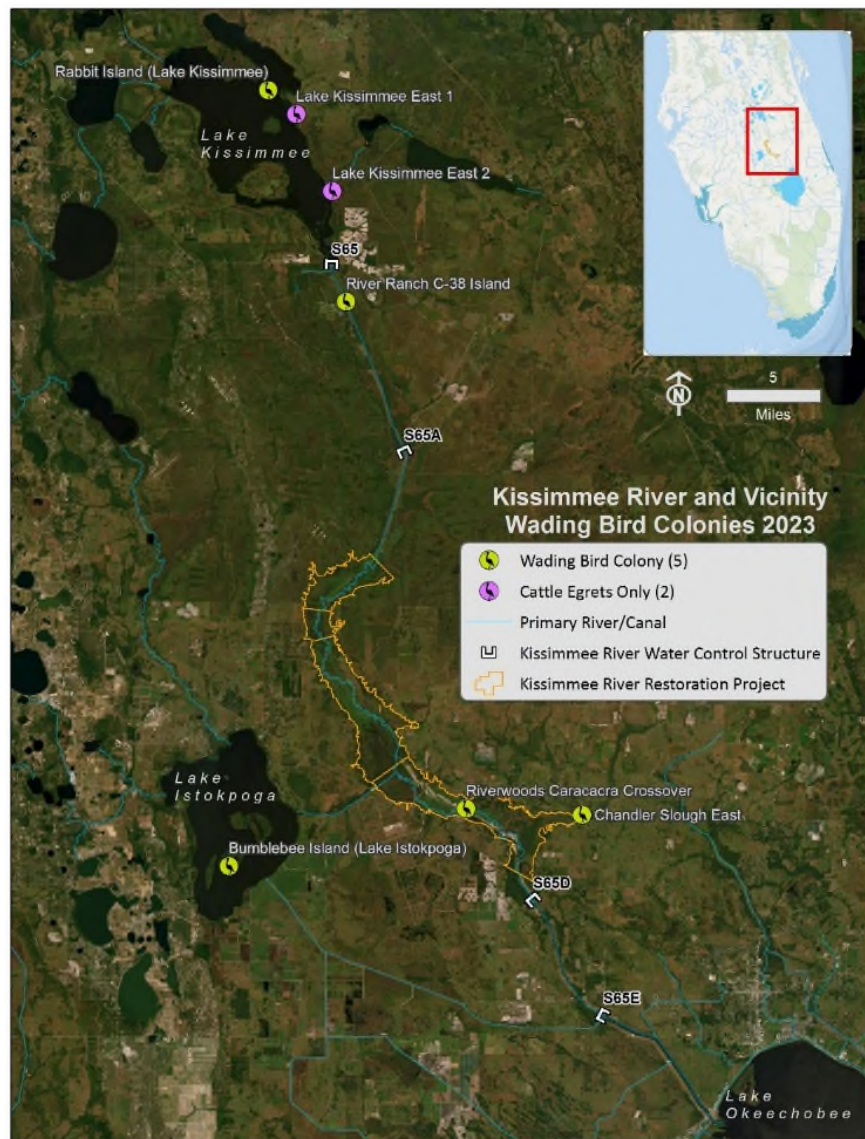 Rabbit Island (Lake Kissimmee)
Lake Kissimmee East 1
Lake
Kissimmee
Lake Kissimmee East 2
S65
River Ranch C-38 Island
N
5
Miles
S65A
Kissimmee River and Vicinity
Wading Bird Colonies 2023
Wading Bird Colony (5)
Cattle Egrets Only (2)
Primary River/Canal
Kissimmee River Water Control Structure
Kissimmee River Restoration Project
Lake
Istokpoga
Riverwoods Caracacra Crossover
Chandler Slough East
Bumblebee Island (Lake Istokpoga)
S65D
S65E
Lake
Okeechobee